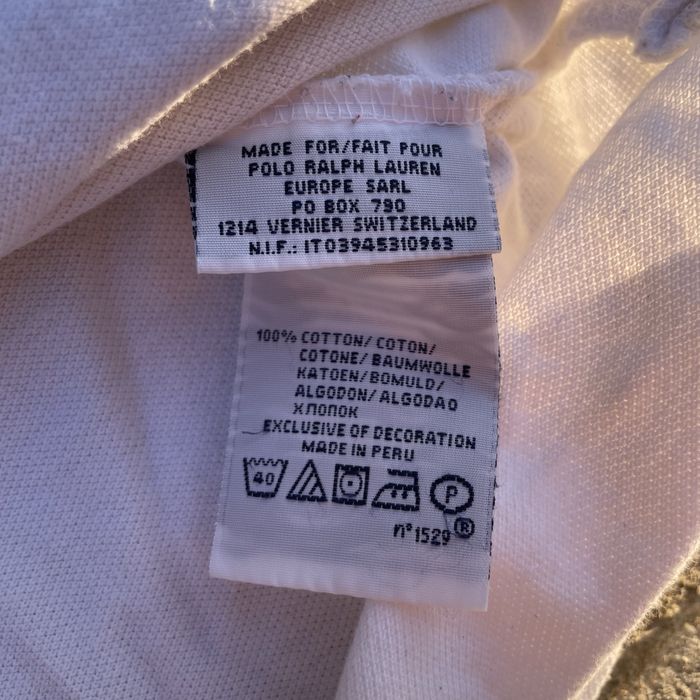 MADE FOR/FAIT POUR
POLO RALPH LAUREN
EUROPE SARL
PO BOX 790
1214 VERNIER SWITZERLAND
N.I.F.: IT03945310963
100% COTTON/ COTON/
COTONE/ BAUMWOLLE
KATOEN/BOMULD/
ALGODON/ ALGODAO
ХЛОПОК
EXCLUSIVE OF DECORATION
MADE IN PERU
40 P
n° 1529 ®